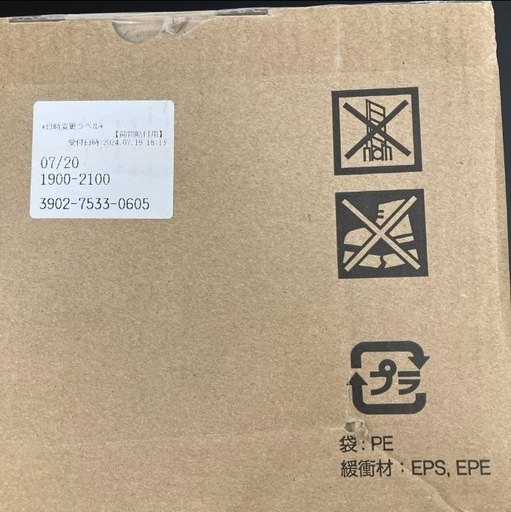 *日時変更ラベル*
【荷物貼付用】
受付日時:2024.07.19 18:13
07/20
1900-2100
3902-7533-0605
プラ
袋：PE
緩衝材：EPS, EPE